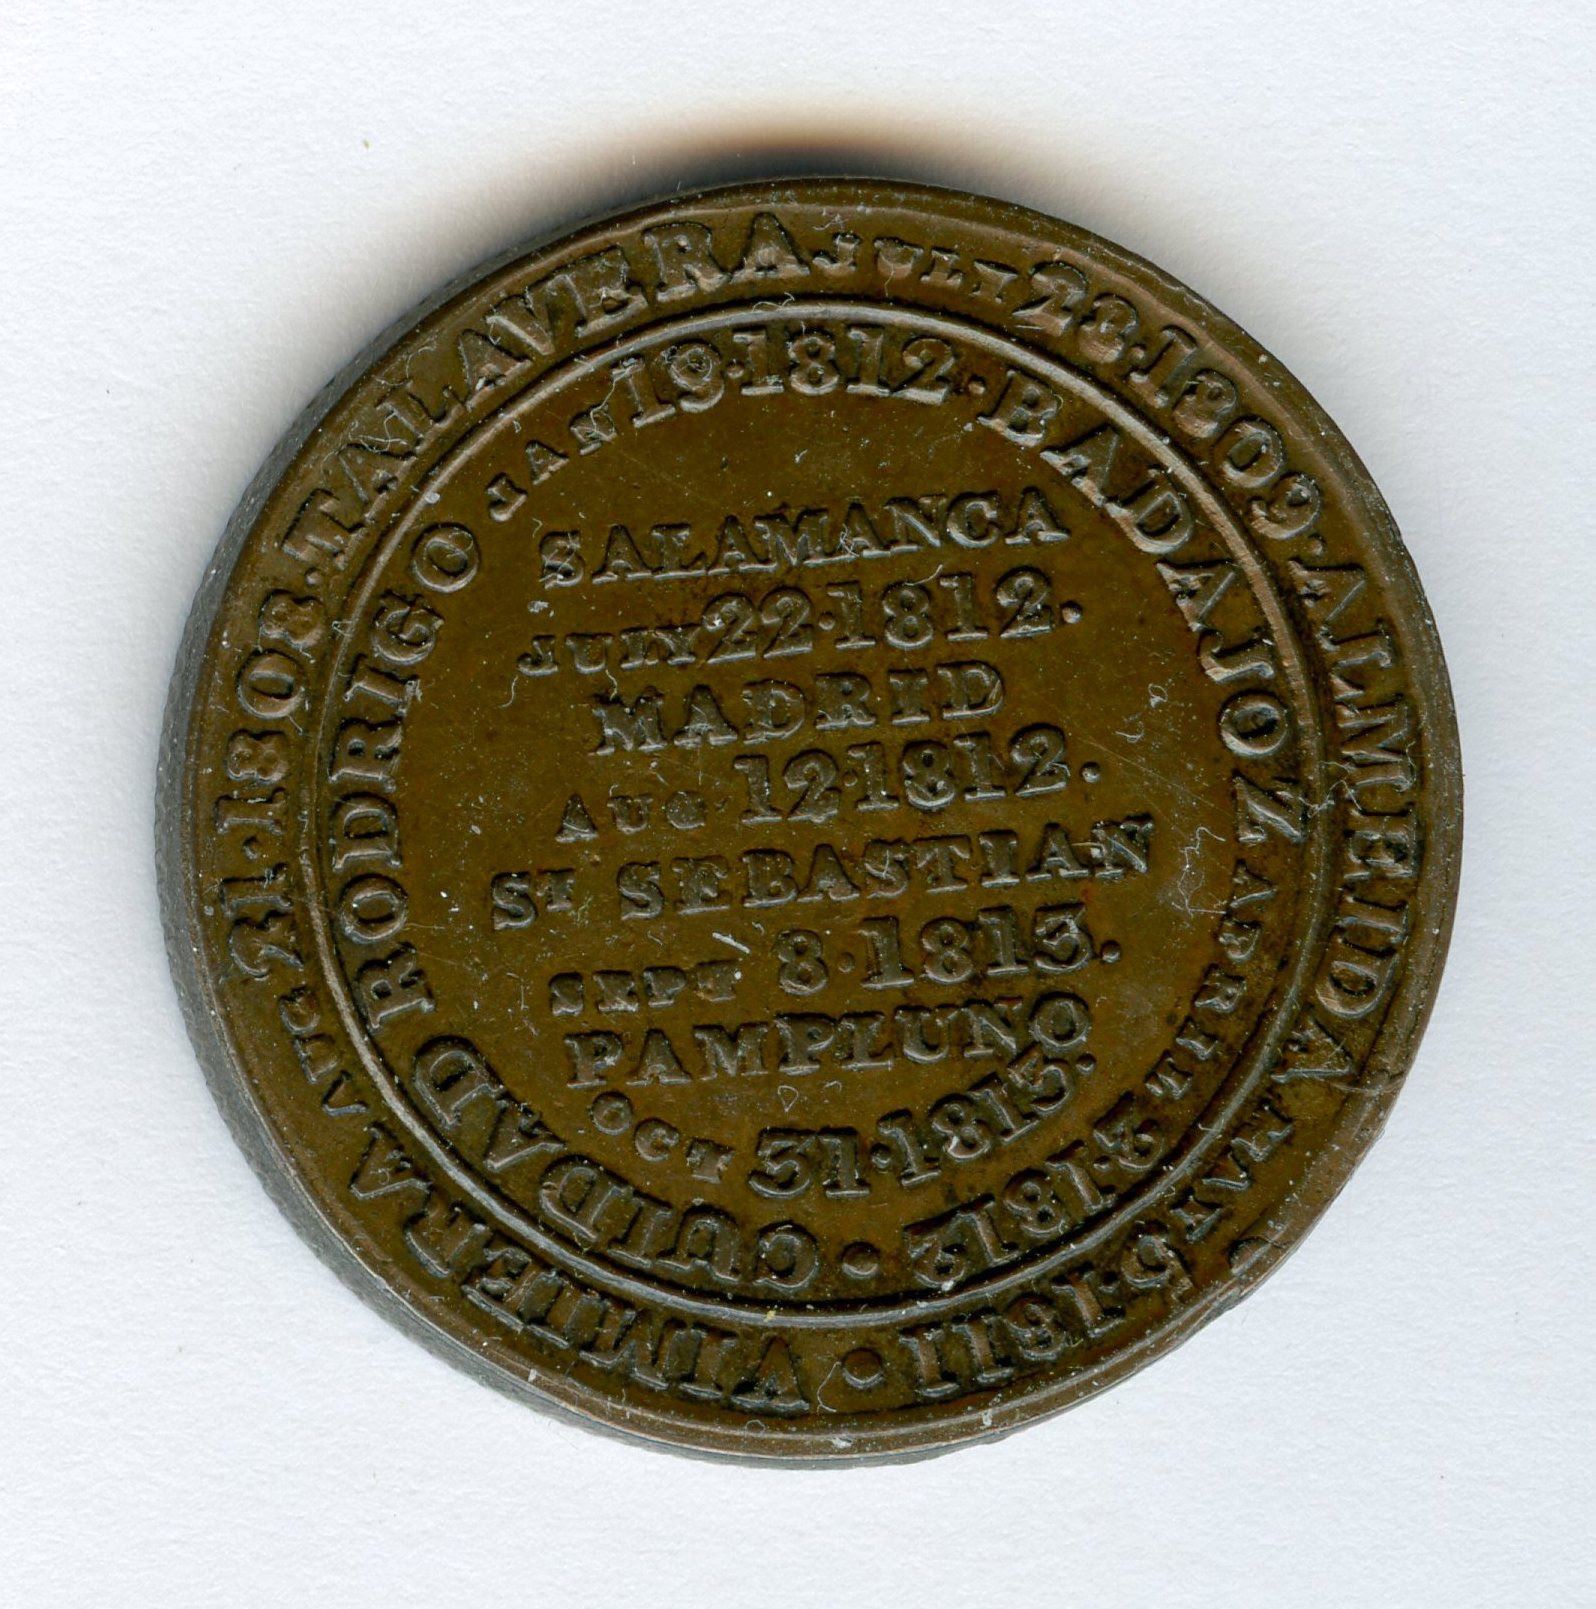 VIMIERA AUG. 21·1808·TALAVERA JULY 28·1809·ALMEIDA MAY 5·1811·
CUIDAD RODRIGO JAN 19·1812·BADAJOZ APRIL 3·1812·
SALAMANCA
JULY 22·1812.
MADRID
AUG 12·1812.
ST SEBASTIAN
SEPT 8·1813.
PAMPLUNO
OCT 31·1813.